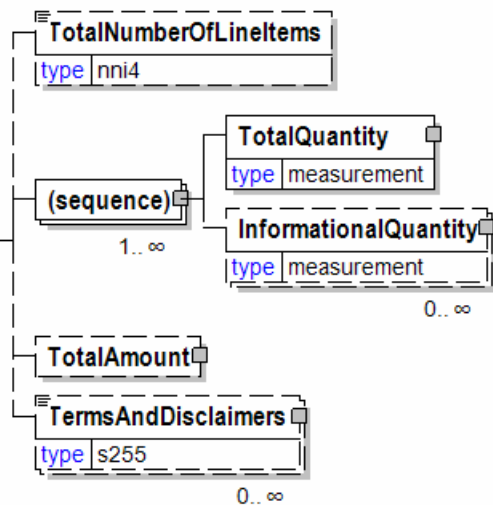 TotalNumberOfLineItems
type nni4
TotalQuantity
type measurement
(sequence)
1.. ∞
InformationalQuantity
type measurement
0.. ∞
TotalAmount
TermsAndDisclaimers
type s255
0.. ∞